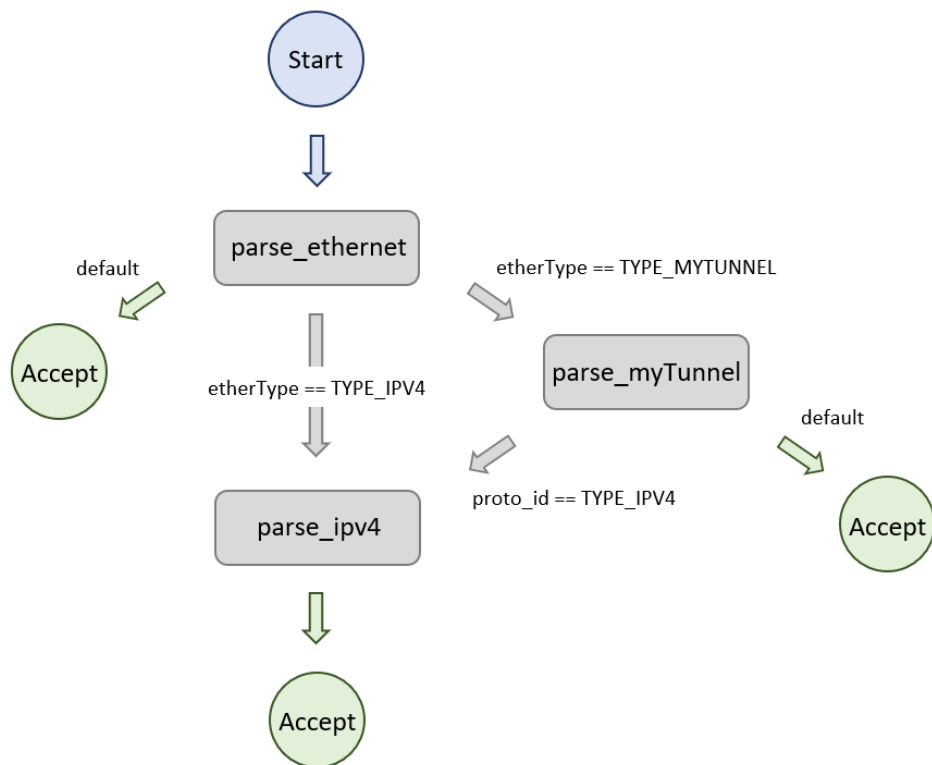 Start
parse_ethernet
default
etherType == TYPE_MYTUNNEL
Accept
parse_myTunnel
etherType == TYPE_IPV4
default
proto_id == TYPE_IPV4
parse_ipv4
Accept
Accept